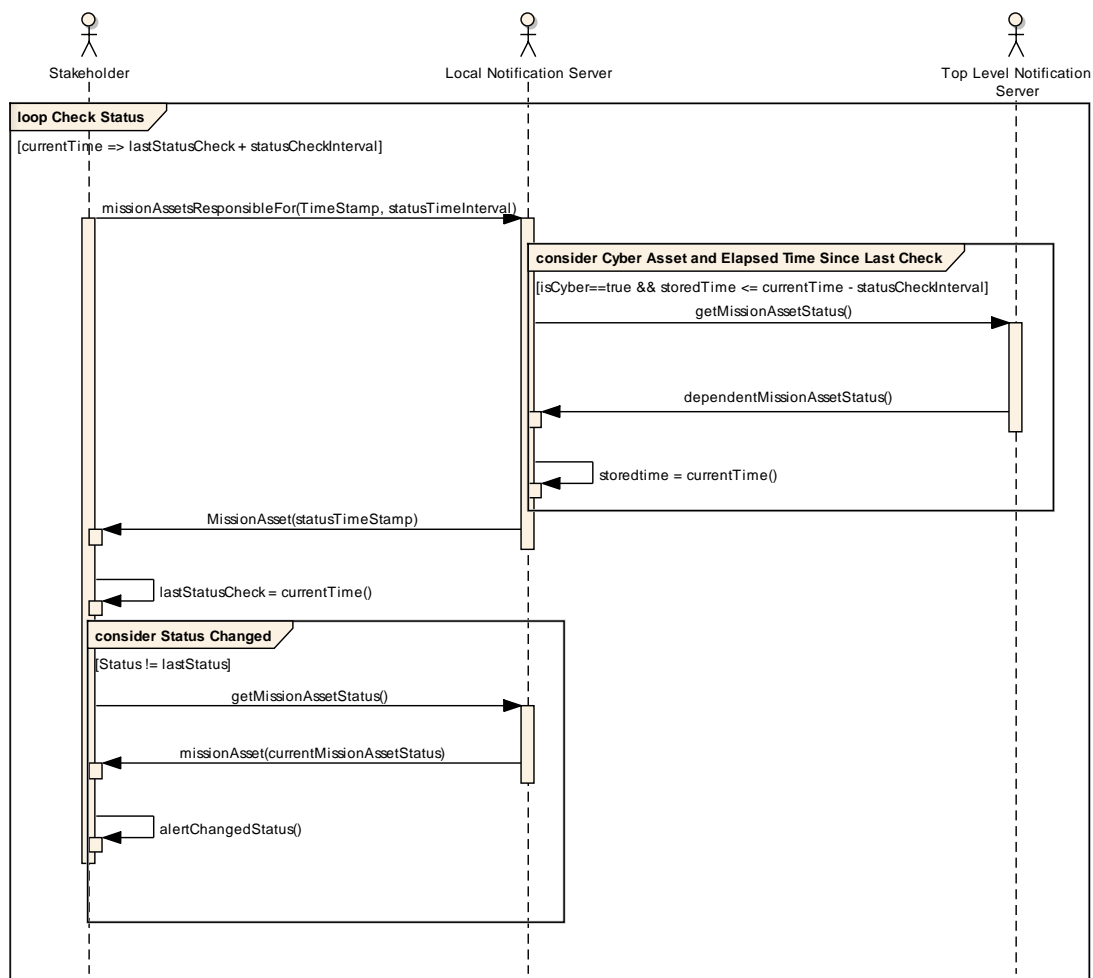 Stakeholder
Local Notification Server
Top Level Notification
Server
loop Check Status
[currentTime => lastStatusCheck + statusCheckInterval]
missionAssetsResponsibleFor(TimeStamp, statusTimeInterval)
consider Cyber Asset and Elapsed Time Since Last Check
[isCyber==true && storedTime <= currentTime - statusCheckInterval]
getMissionAssetStatus()
dependentMissionAssetStatus()
storedtime = currentTime()
MissionAsset(statusTimeStamp)
lastStatusCheck = currentTime()
consider Status Changed
[Status != lastStatus]
getMissionAssetStatus()
missionAsset(currentMissionAssetStatus)
alertChangedStatus()